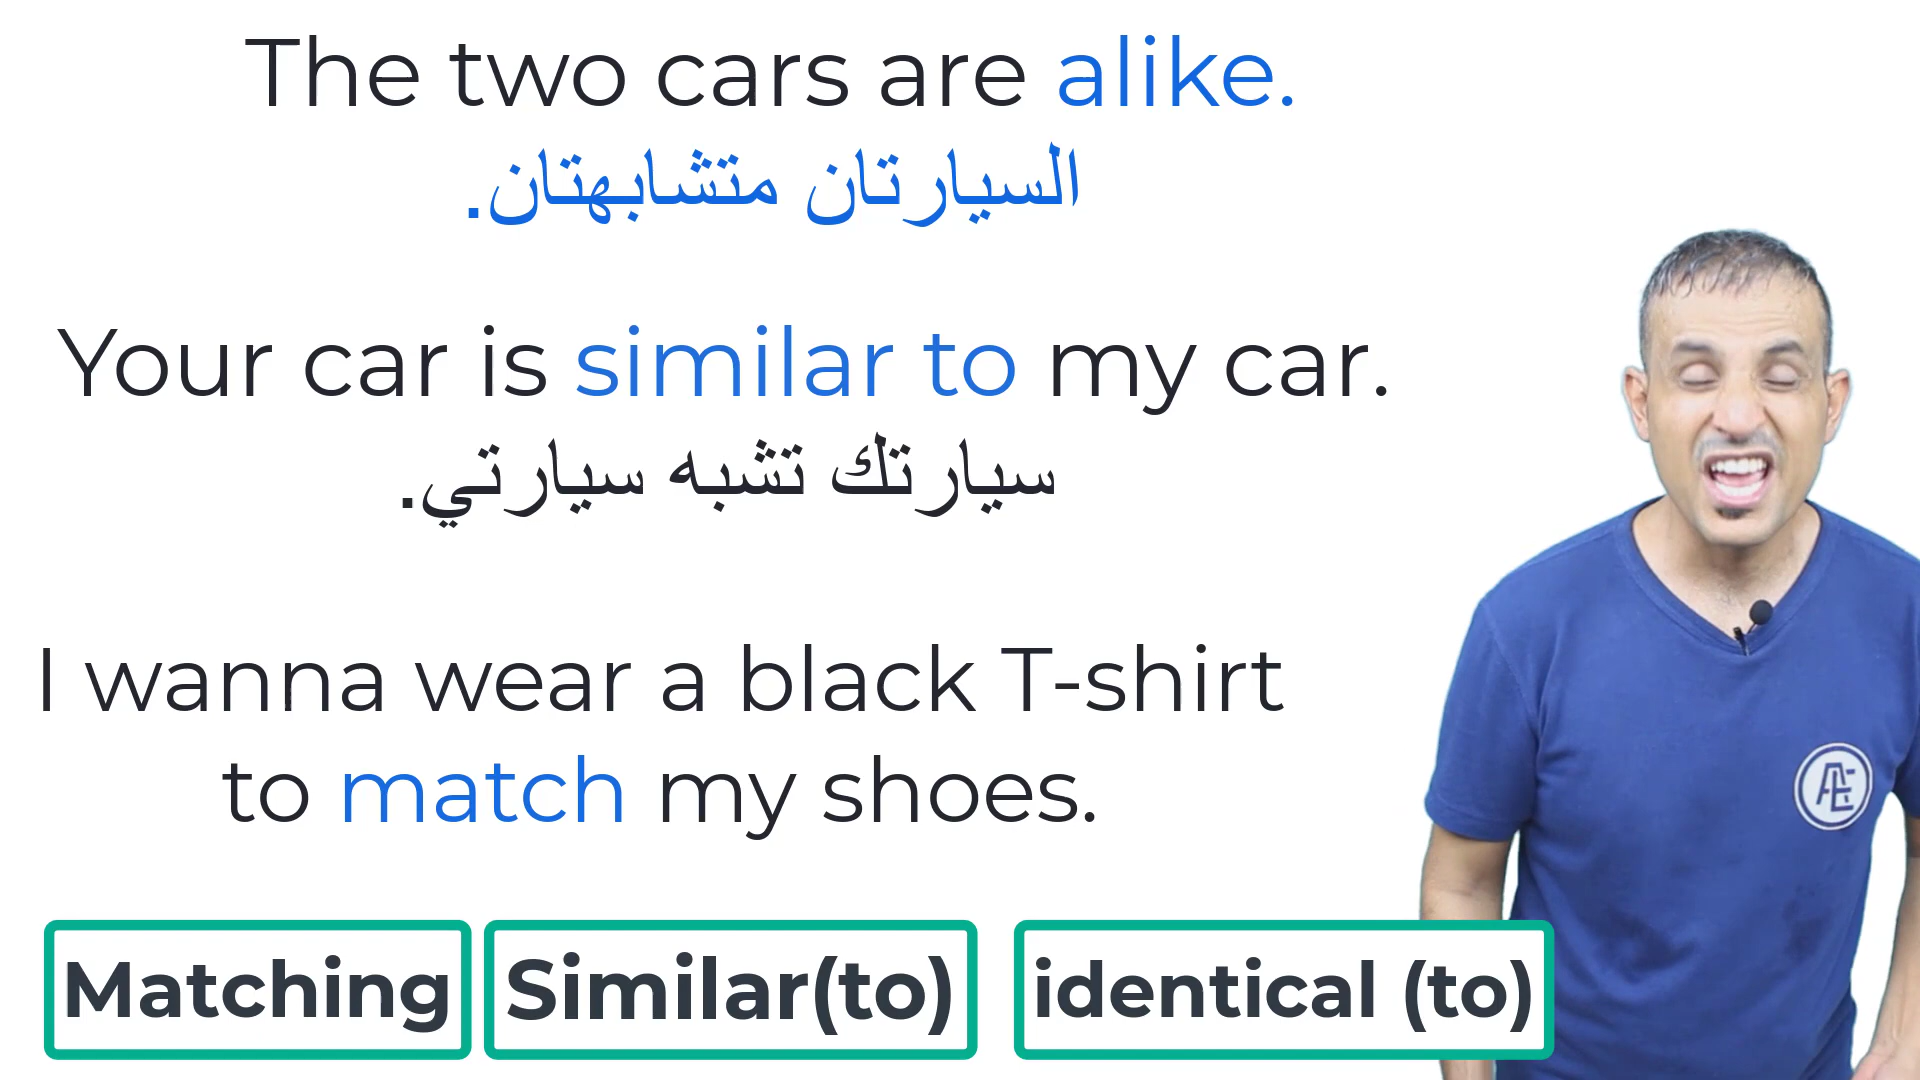 The two cars are alike.
السيارتان متشابهتان.
Your car is similar to my car.
سيارتك تشبه سيارتي.
I wanna wear a black T-shirt
to match my shoes.
Matching
Similar(to)
identical (to)
AE